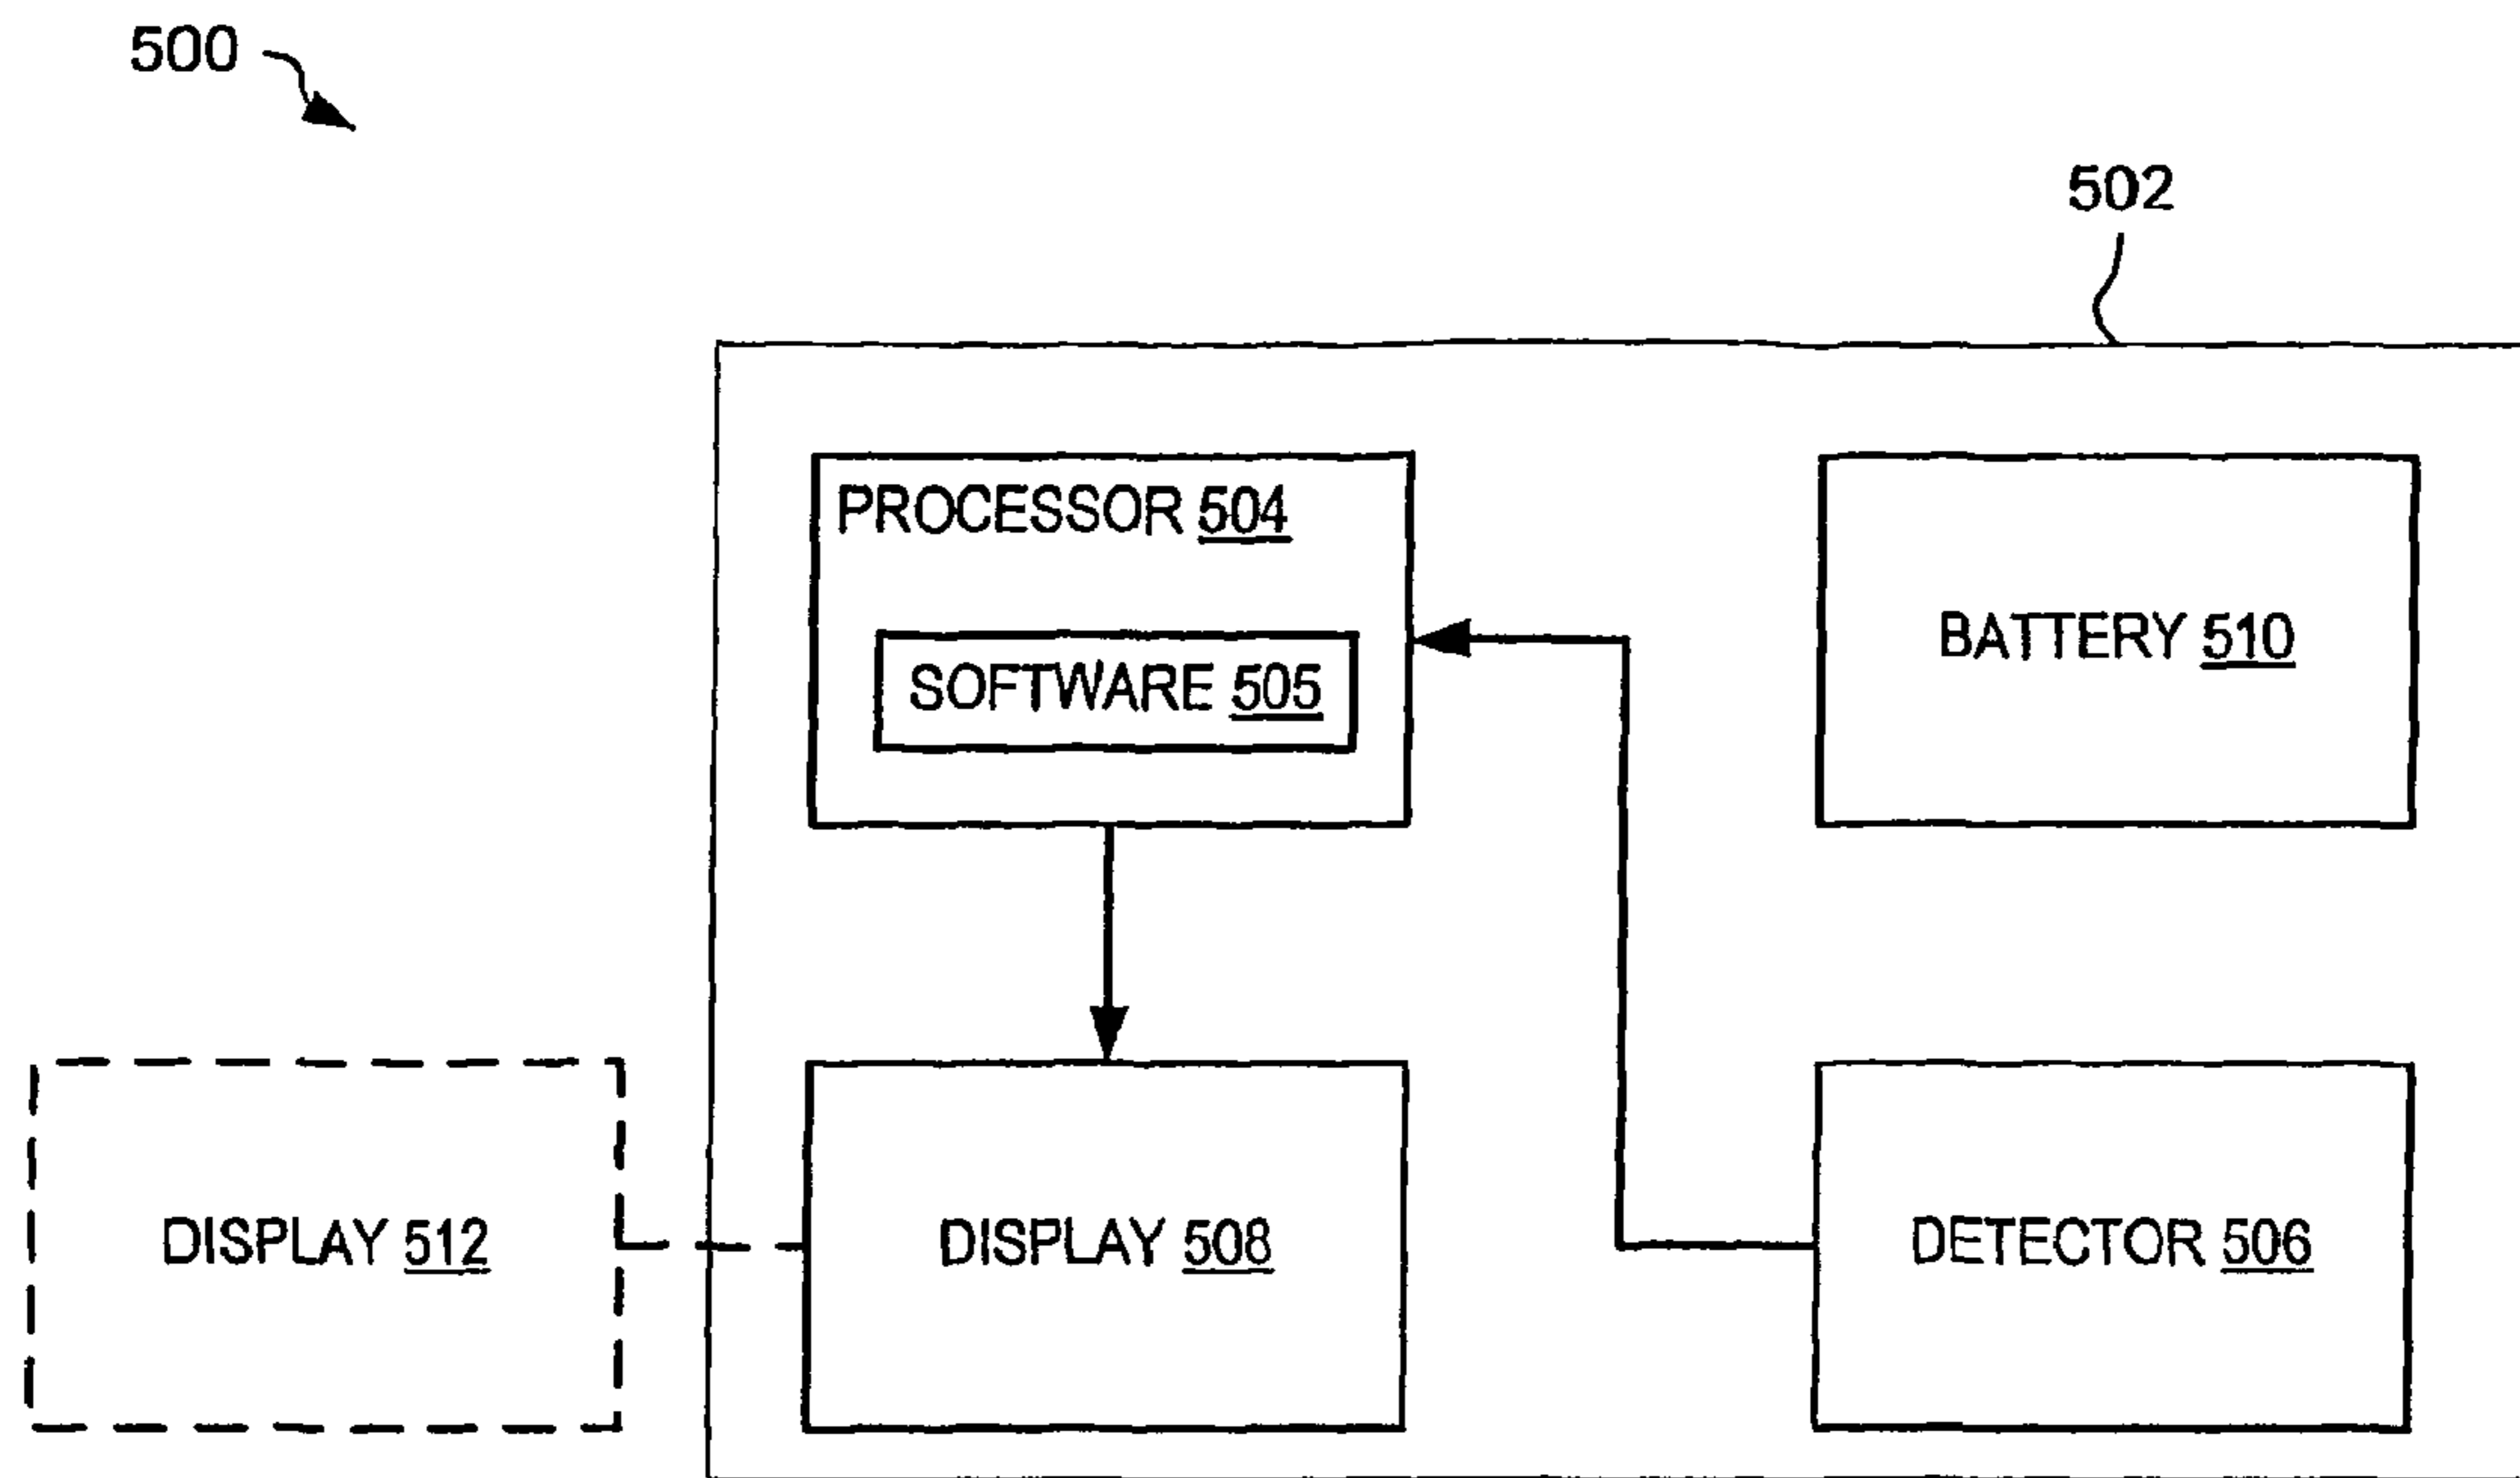 500
502
PROCESSOR 504
SOFTWARE 505
BATTERY 510
DISPLAY 512
DISPLAY 508
DETECTOR 506